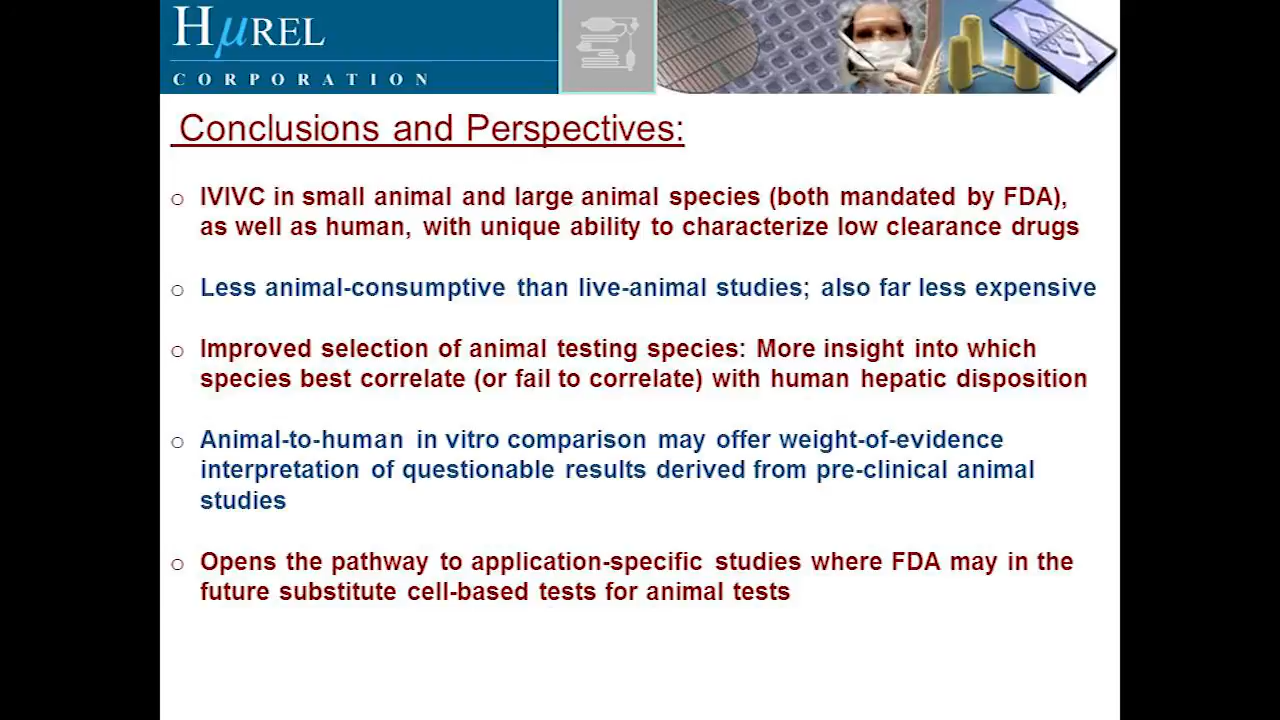 HμREL
CORPORATION
Conclusions and Perspectives:
o IVIVC in small animal and large animal species (both mandated by FDA),
as well as human, with unique ability to characterize low clearance drugs
o Less animal-consumptive than live-animal studies; also far less expensive
o Improved selection of animal testing species: More insight into which
species best correlate (or fail to correlate) with human hepatic disposition
o Animal-to-human in vitro comparison may offer weight-of-evidence
interpretation of questionable results derived from pre-clinical animal
studies
o Opens the pathway to application-specific studies where FDA may in the
future substitute cell-based tests for animal tests